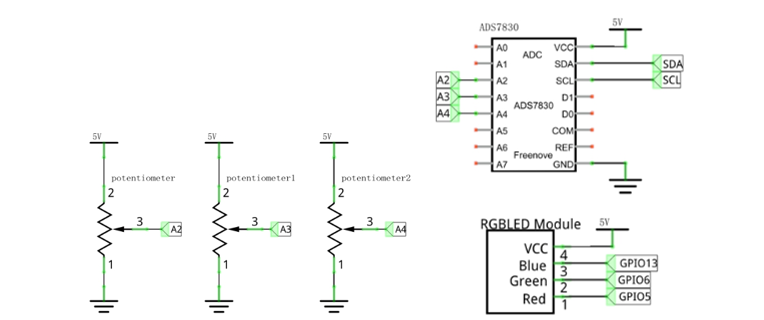 ADS7830
5V
A0
ADC
VCC
A1
SDA
SDA
A2
A2
SCL
SCL
A3
A3
ADS7830
D1
A4
A4
D0
A5
COM
A6
REF
A7
Freenove
GND
5V
5V
5V
potentiometer
potentiometer1
potentiometer2
2
2
2
3
A2
3
A3
3
A4
1
1
1
RGBLED Module
5V
VCC
4
Blue
GPIO13
3
Green
GPIO6
2
Red
GPIO5
1